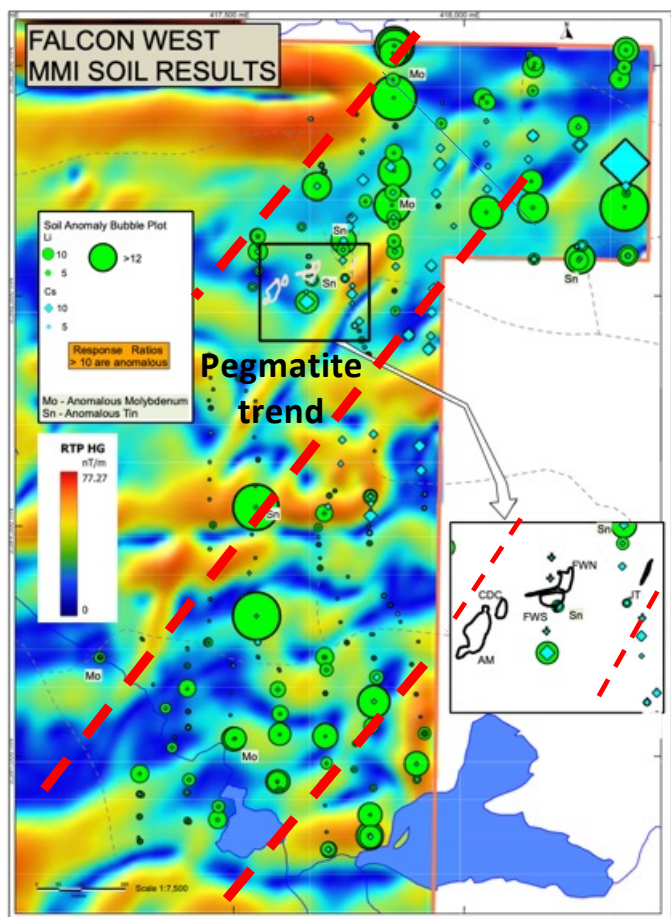 417,500 mE
418,000 mE
FALCON WEST
MMI SOIL RESULTS
N
Mo
Mo
Soil Anomaly Bubble Plot
Li
10
>12
5
Cs
10
5
Response Ratios
> 10 are anomalous
Mo - Anomalous Molybdenum
Sn - Anomalous Tin
Sn
Sn
Sn
Pegmatite
trend
RTP HG
nT/m
77.27
0
Sn
Sn
FWN
CDC
JT
FWS
Sn
AM
Mo
Mo
Scale 1:7,500